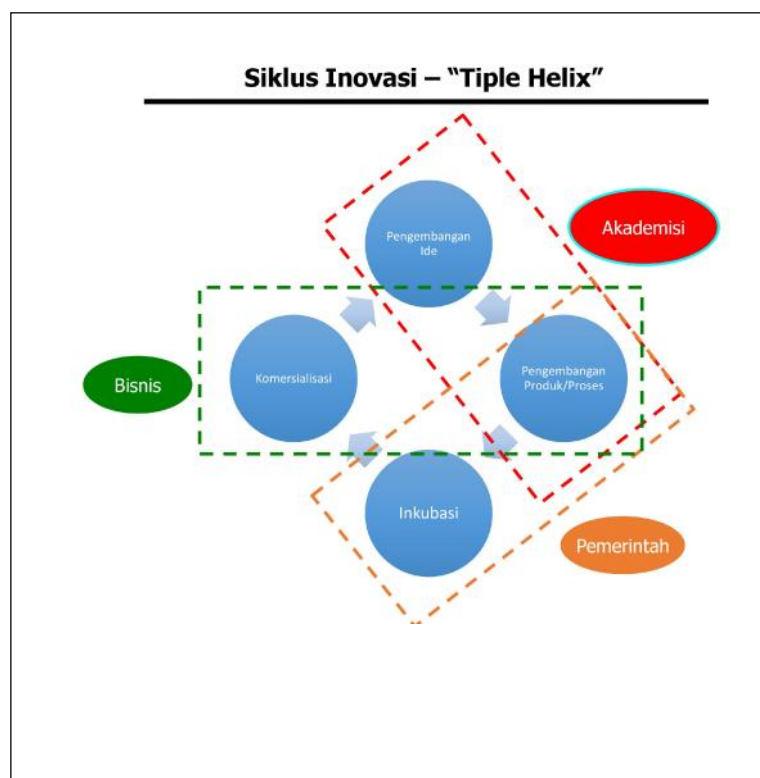 Siklus Inovasi – “Tiple Helix”
Pengembangan
Ide
Akademisi
Komersialisasi
Pengembangan
Produk/Proses
Bisnis
Inkubasi
Pemerintah